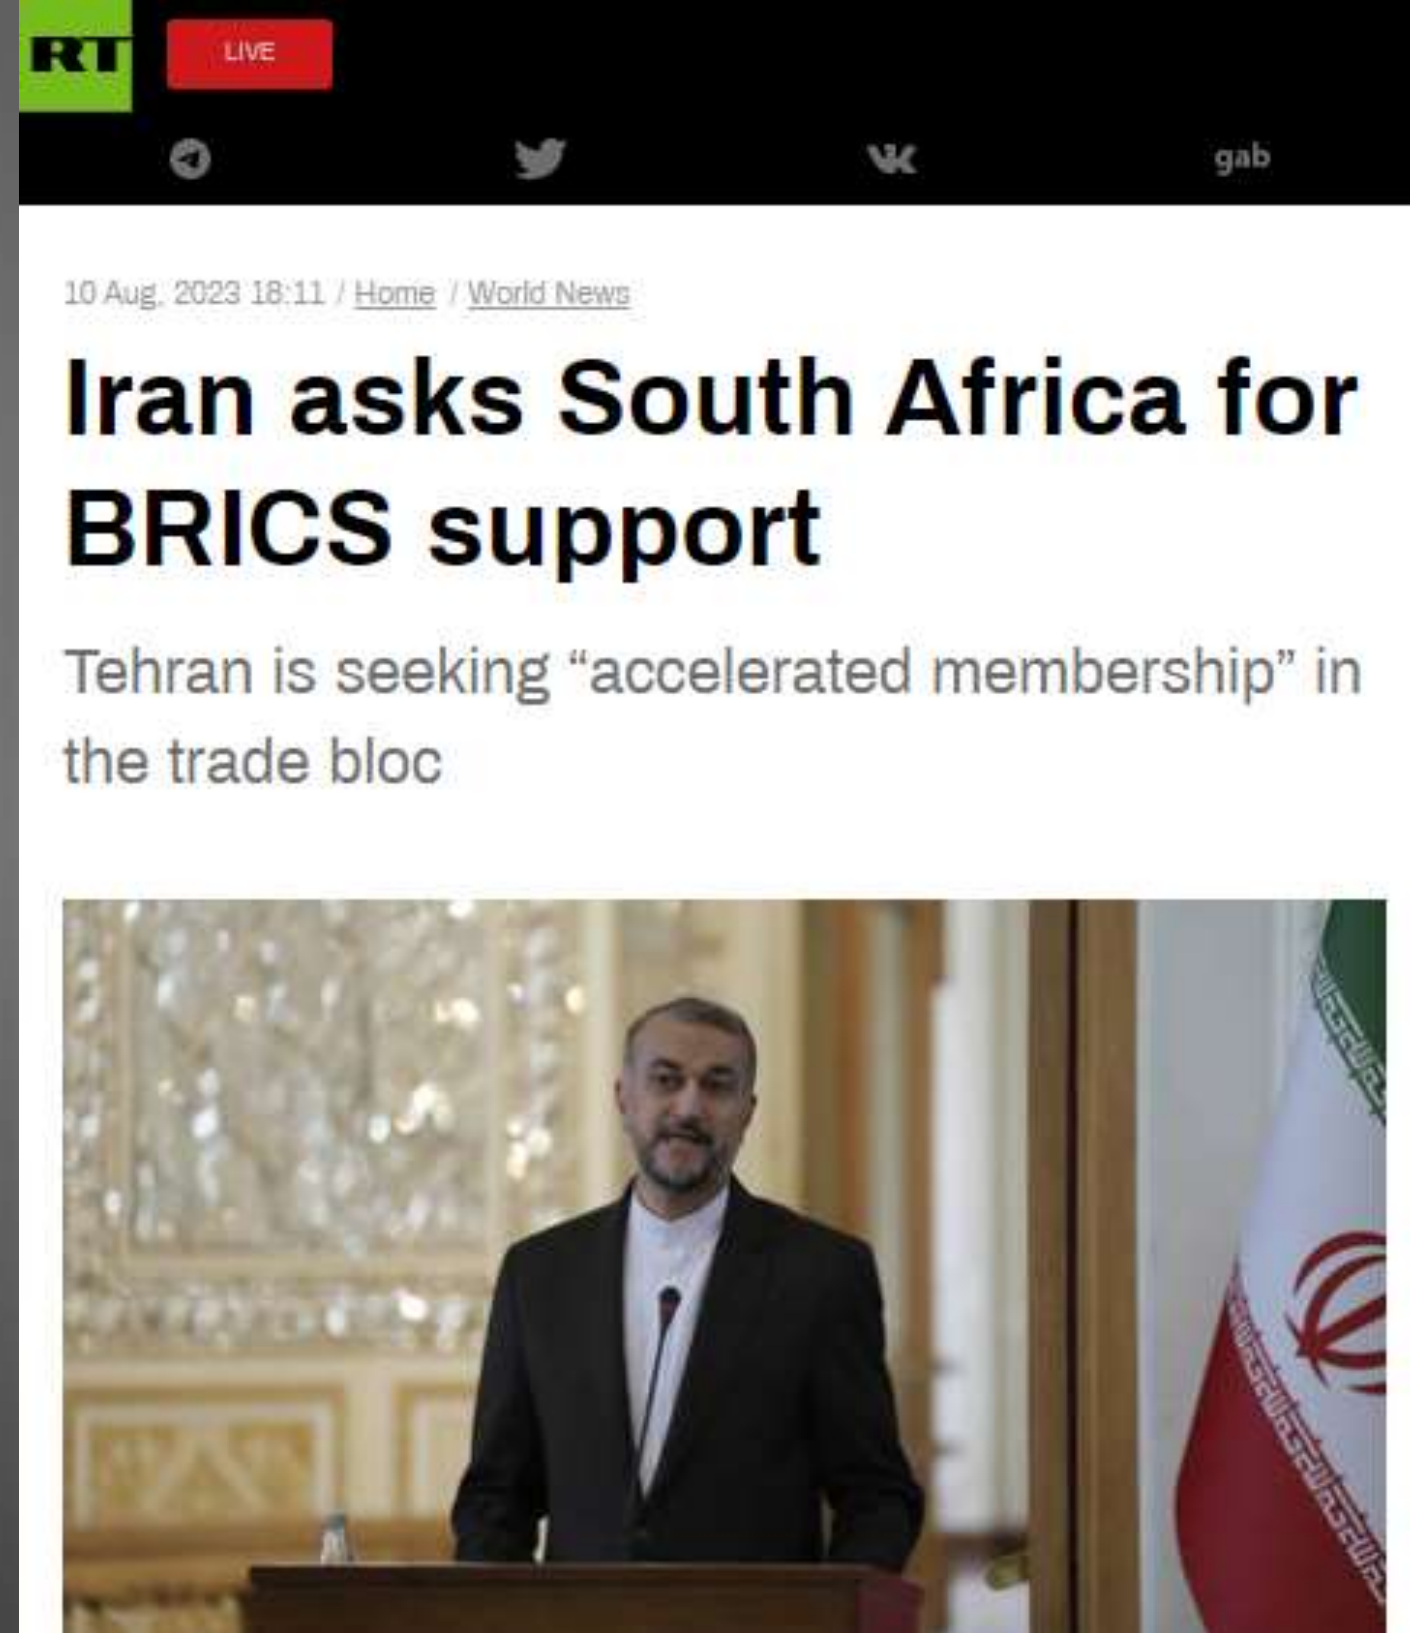 RT
LIVE
gab
10 Aug, 2023 18:11 / Home / World News
Iran asks South Africa for
BRICS support
Tehran is seeking “accelerated membership” in
the trade bloc